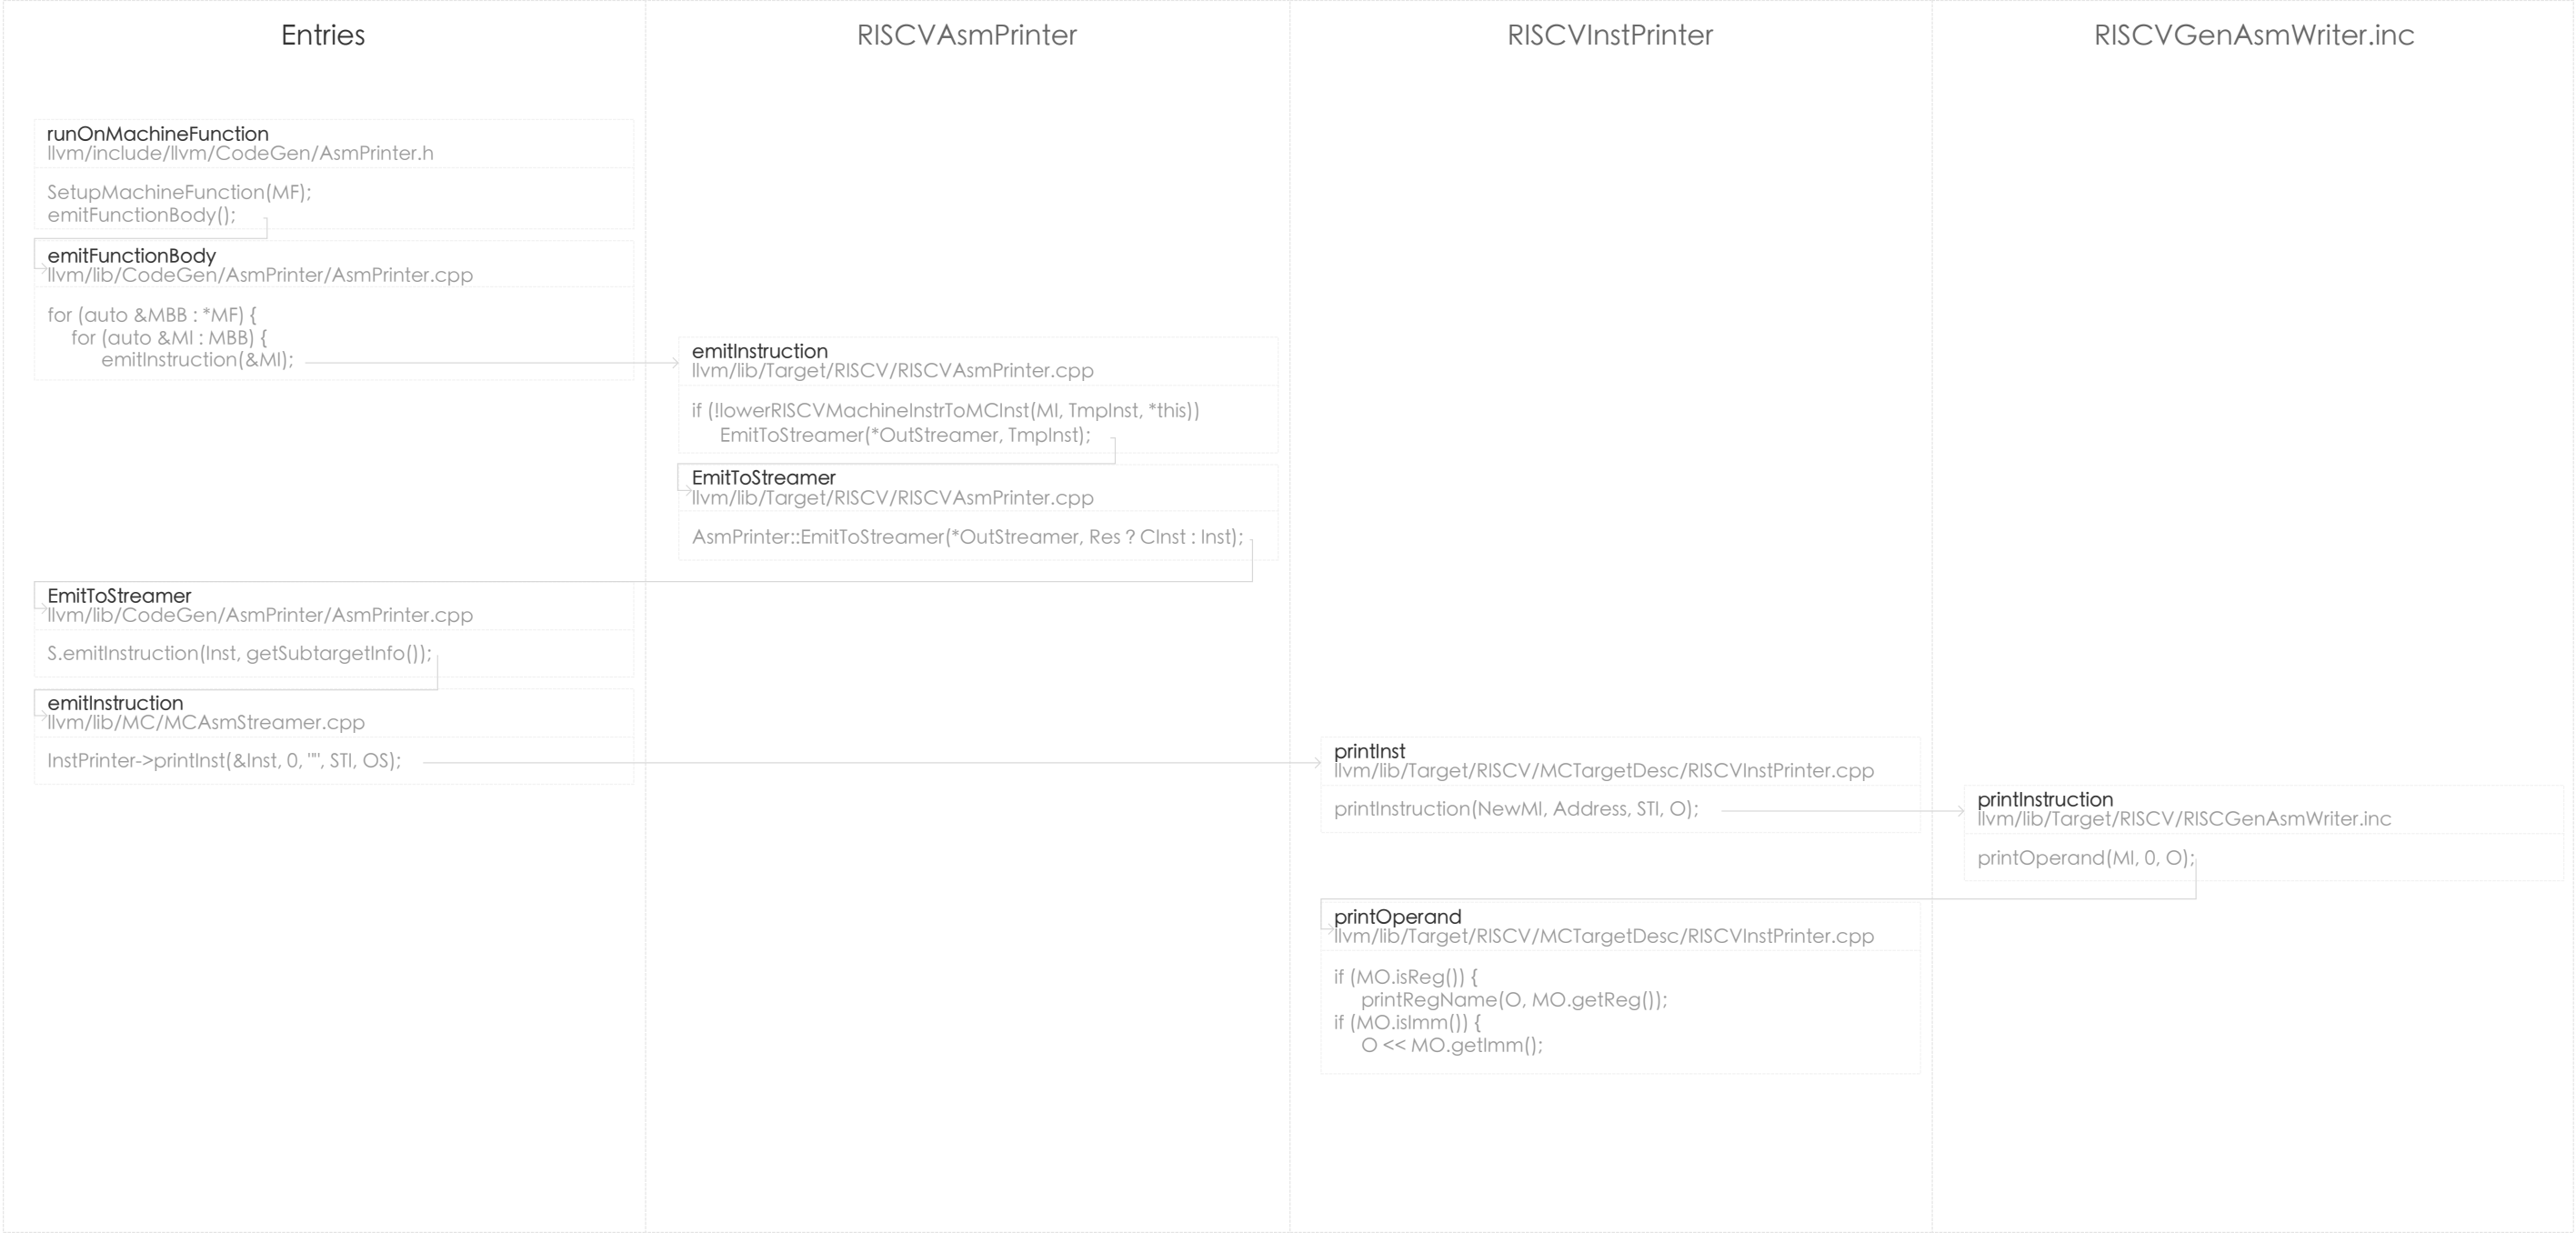 Entries
RISCVAsmPrinter
RISCVInstPrinter
RISCVGenAsmWriter.inc
runOnMachineFunction
llvm/include/llvm/CodeGen/AsmPrinter.h
SetupMachineFunction(MF);
emitFunctionBody();
emitFunctionBody
llvm/lib/CodeGen/AsmPrinter/AsmPrinter.cpp
for (auto &MBB : *MF) {
for (auto &MI : MBB) {
emitInstruction(&MI);
emitInstruction
llvm/lib/Target/RISCV/RISCVAsmPrinter.cpp
if (!lowerRISCVMachineInstrToMCInst(MI, TmpInst, *this))
EmitToStreamer(*OutStreamer, TmpInst);
EmitToStreamer
llvm/lib/Target/RISCV/RISCVAsmPrinter.cpp
AsmPrinter::EmitToStreamer(*OutStreamer, Res ? CInst : Inst);
EmitToStreamer
llvm/lib/CodeGen/AsmPrinter/AsmPrinter.cpp
S.emitInstruction(Inst, getSubtargetInfo());
emitInstruction
llvm/lib/MC/MCAsmStreamer.cpp
InstPrinter->printInst(&Inst, 0, "", STI, OS);
printInst
llvm/lib/Target/RISCV/MCTargetDesc/RISCVInstPrinter.cpp
printInstruction(NewMI, Address, STI, O);
printInstruction
llvm/lib/Target/RISCV/RISCGenAsmWriter.inc
printOperand(MI, 0, O);
printOperand
llvm/lib/Target/RISCV/MCTargetDesc/RISCVInstPrinter.cpp
if (MO.isReg()) {
printRegName(O, MO.getReg());
if (MO.isImm()) {
O << MO.getImm();